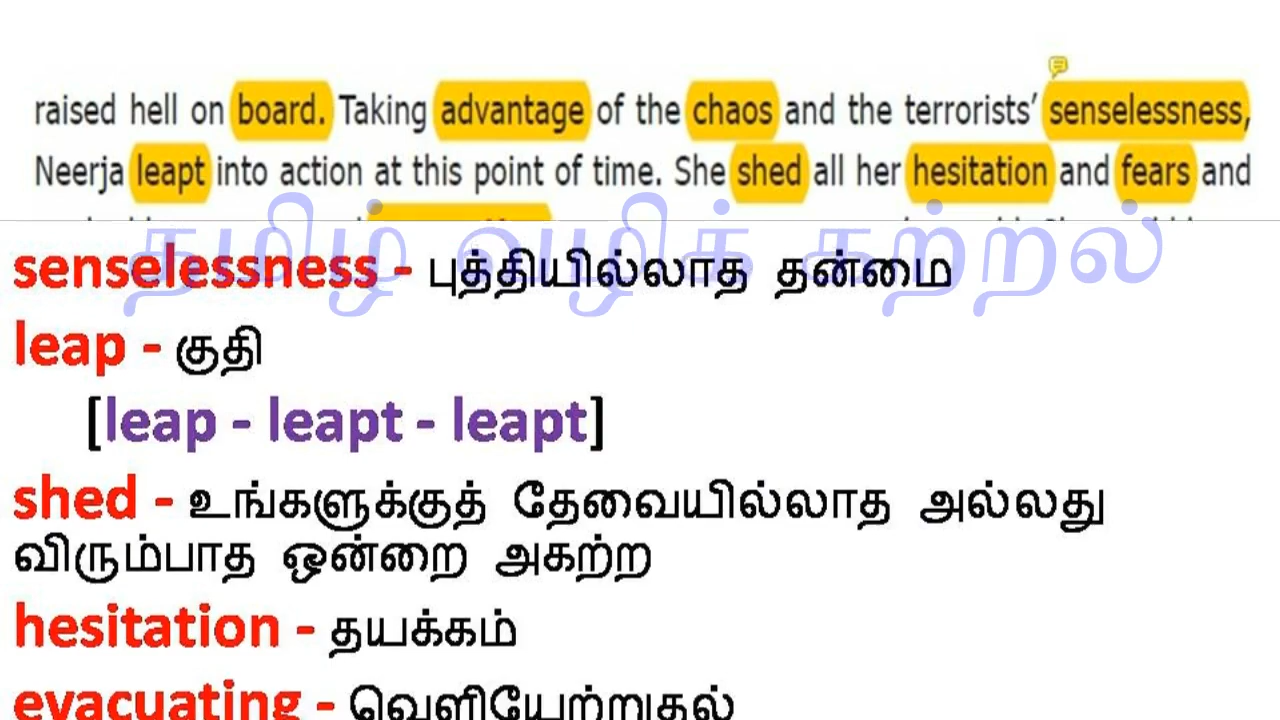 raised hell on board. Taking advantage of the chaos and the terrorists’ senselessness,
Neerja leapt into action at this point of time. She shed all her hesitation and fears and
தமிழ் வழிக் கற்றல்
senselessness - புத்தியில்லாத தன்மை
leap - குதி
[leap - leapt - leapt]
shed - உங்களுக்குத் தேவையில்லாத அல்லது
விரும்பாத ஒன்றை அகற்ற
hesitation - தயக்கம்
evacuating - வெளியேற்றுதல்